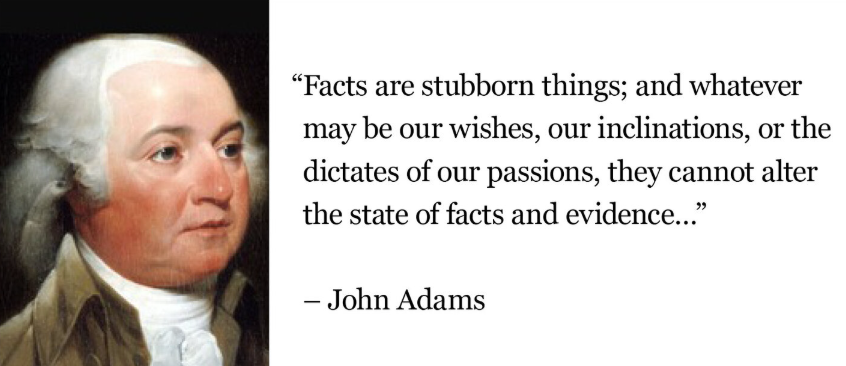 “Facts are stubborn things; and whatever
may be our wishes, our inclinations, or the
dictates of our passions, they cannot alter
the state of facts and evidence...”
– John Adams